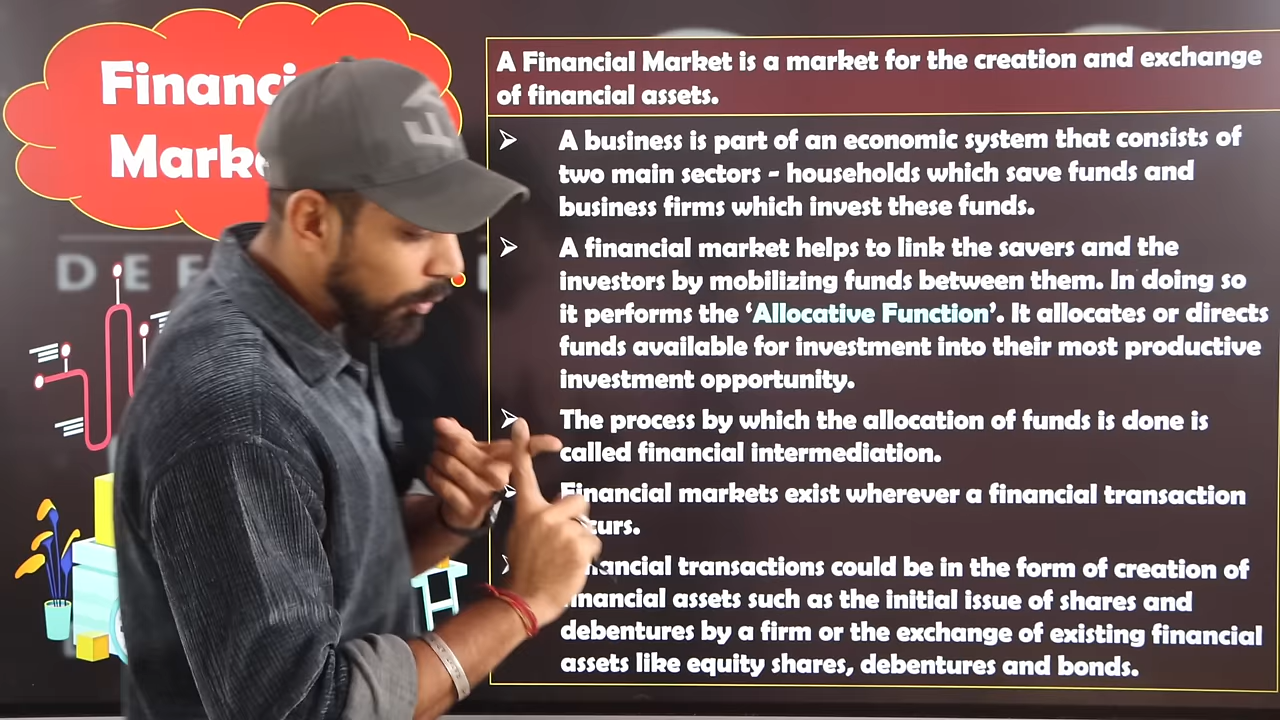 Financi
Marke
A Financial Market is a market for the creation and exchange
of financial assets.
A business is part of an economic system that consists of
two main sectors - households which save funds and
business firms which invest these funds.
A financial market helps to link the savers and the
investors by mobilizing funds between them. In doing so
it performs the ‘Allocative Function’. It allocates or directs
funds available for investment into their most productive
investment opportunity.
The process by which the allocation of funds is done is
called financial intermediation.
Financial markets exist wherever a financial transaction
curs.
ancial transactions could be in the form of creation of
inancial assets such as the initial issue of shares and
debentures by a firm or the exchange of existing financial
assets like equity shares, debentures and bonds.